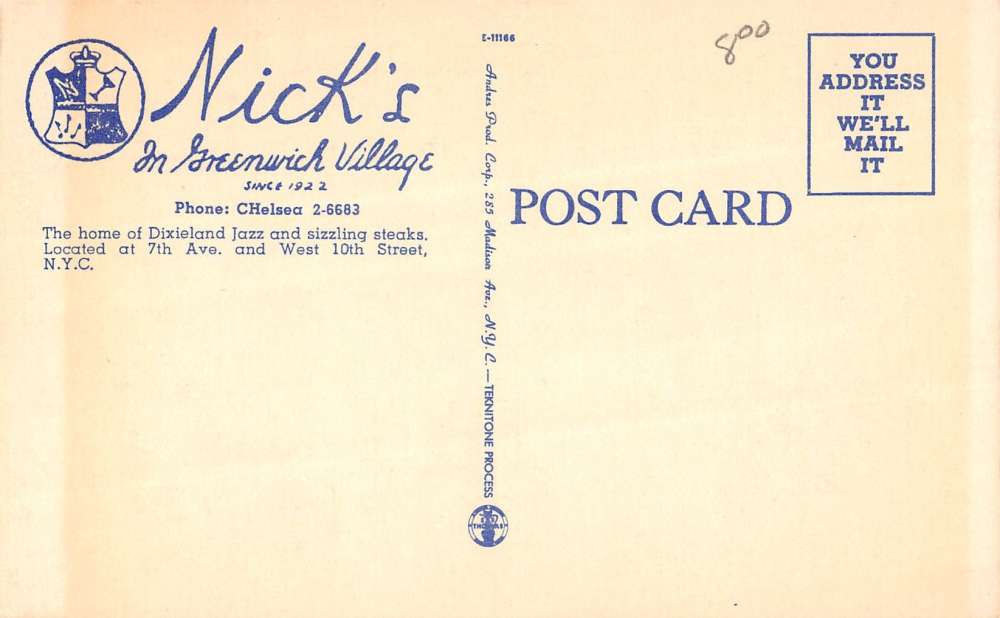 N
Nick's
In Greenwich Village
SINCE 1922
Phone: CHelsea 2-6683
The home of Dixieland Jazz and sizzling steaks.
Located at 7th Ave. and West 10th Street,
N.Y.C.
E-11166
Andres Prod. Corp., 285 Madison Ave., N.Y.C. — TEKNITONE PROCESS
THOMAS
POST CARD
8⁰⁰
YOU
ADDRESS
IT
WE'LL
MAIL
IT